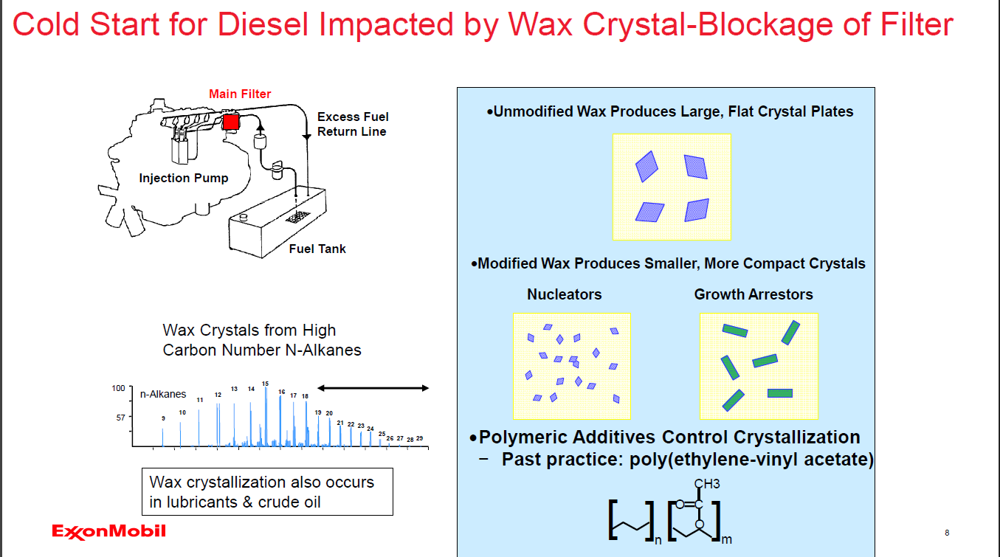 Cold Start for Diesel Impacted by Wax Crystal-Blockage of Filter
Main Filter
Excess Fuel
Return Line
Injection Pump
Fuel Tank
Wax Crystals from High
Carbon Number N-Alkanes
100
57
n-Alkanes
9
10
11
12
13
14
15
16
17
18
19
20
21
22
23
24
25
26
27
28
29
Wax crystallization also occurs
in lubricants & crude oil
ExxonMobil
•Unmodified Wax Produces Large, Flat Crystal Plates
•Modified Wax Produces Smaller, More Compact Crystals
Nucleators
Growth Arrestors
•Polymeric Additives Control Crystallization
– Past practice: poly(ethylene-vinyl acetate)
CH3
O=C
O
[ ]n [ ]m
8